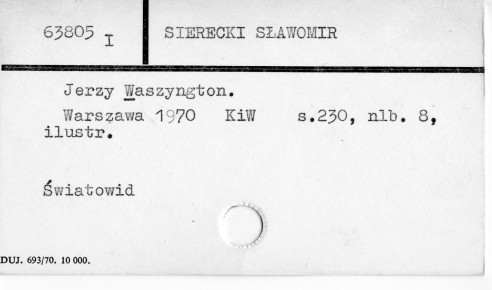 63805 I SIERECKI SŁAWOMIR
Jerzy Waszyngton.
Warszawa 1970 KiW s.230, nlb. 8,
ilustr.
Światowid
DUJ. 693/70. 10 000.